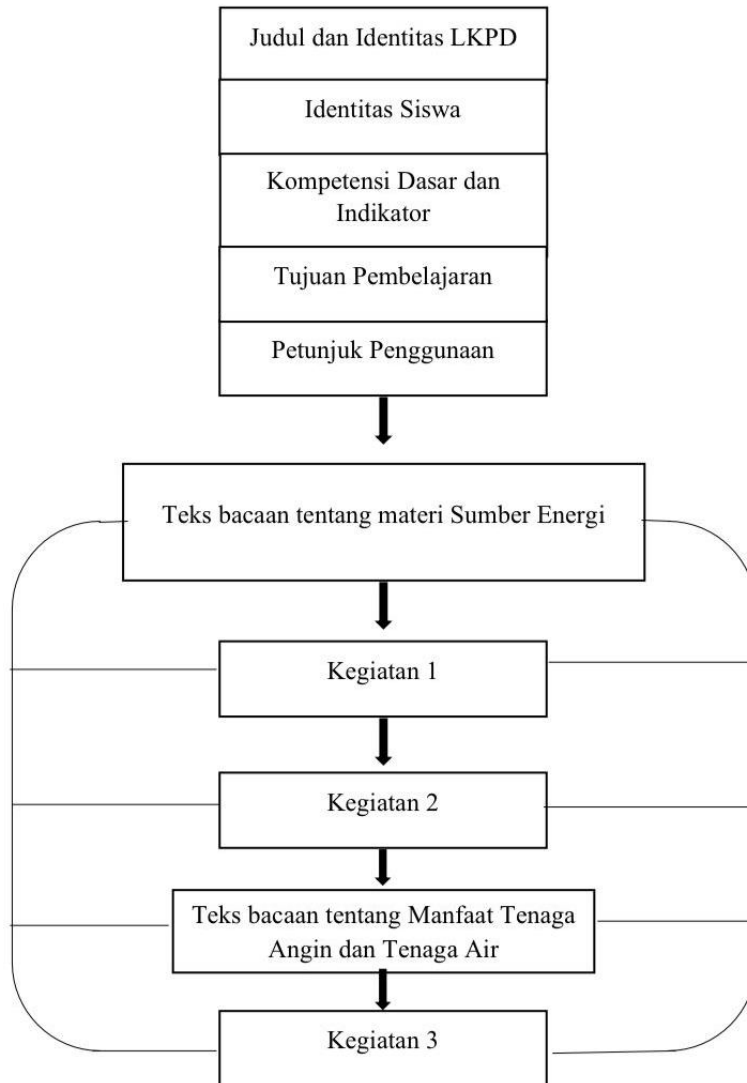 Judul dan Identitas LKPD
Identitas Siswa
Kompetensi Dasar dan
Indikator
Tujuan Pembelajaran
Petunjuk Penggunaan
Teks bacaan tentang materi Sumber Energi
Kegiatan 1
Kegiatan 2
Teks bacaan tentang Manfaat Tenaga
Angin dan Tenaga Air
Kegiatan 3